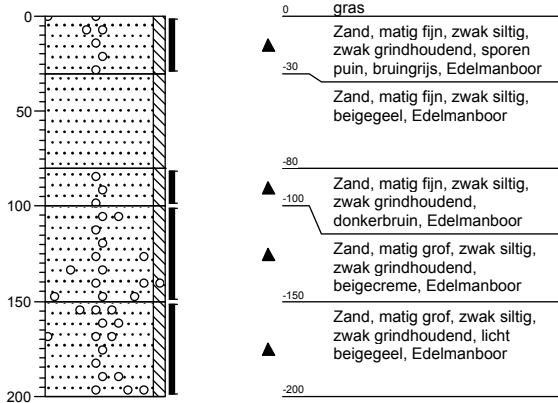 0
50
100
150
200
0
gras
Zand, matig fijn, zwak siltig,
zwak grindhoudend, sporen
puin, bruingrijs, Edelmanboor
-30
Zand, matig fijn, zwak siltig,
beigegeel, Edelmanboor
-80
Zand, matig fijn, zwak siltig,
zwak grindhoudend,
donkerbruin, Edelmanboor
-100
Zand, matig grof, zwak siltig,
zwak grindhoudend,
beigecreme, Edelmanboor
-150
Zand, matig grof, zwak siltig,
zwak grindhoudend, licht
beigegeel, Edelmanboor
-200